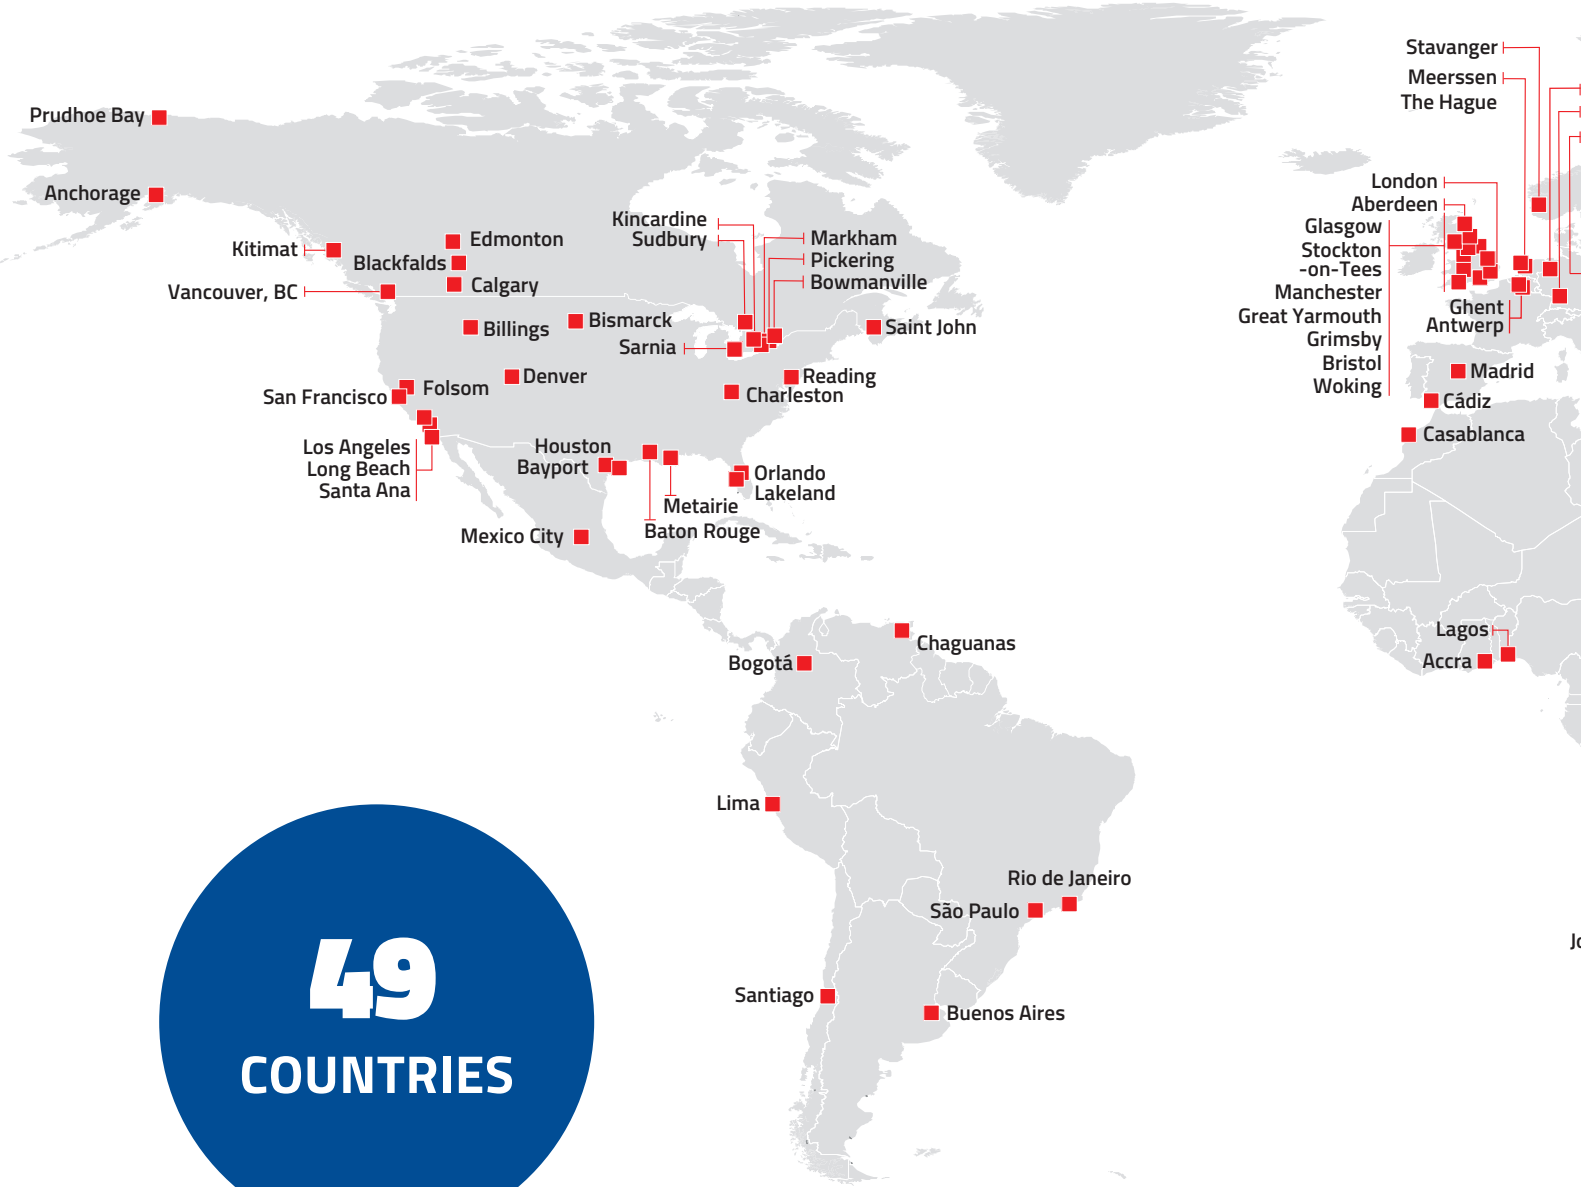 Stavanger
Meerssen
The Hague
Prudhoe Bay
Anchorage
London
Aberdeen
Glasgow
Stockton
-on-Tees
Manchester
Great Yarmouth
Grimsby
Bristol
Woking
Ghent
Antwerp
Kitimat
Edmonton
Blackfalds
Calgary
Vancouver, BC
Kincardine
Sudbury
Markham
Pickering
Bowmanville
Billings
Bismarck
Sarnia
Saint John
Madrid
Cádiz
Casablanca
San Francisco
Folsom
Denver
Reading
Charleston
Los Angeles
Long Beach
Santa Ana
Houston
Bayport
Orlando
Lakeland
Metairie
Baton Rouge
Mexico City
Chaguanas
Bogotá
Lagos
Accra
Lima
Rio de Janeiro
São Paulo
Santiago
Buenos Aires
49
COUNTRIES